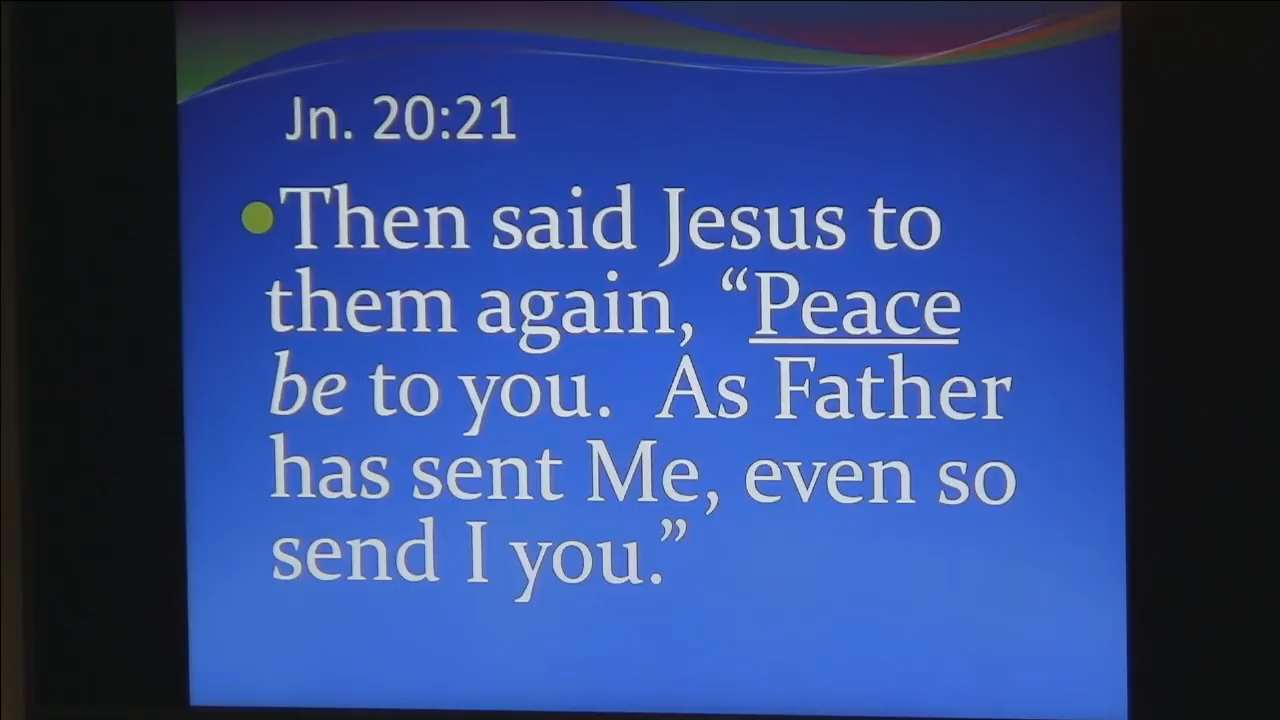 Jn. 20:21
Then said Jesus to
them again, “Peace
be to you. As Father
has sent Me, even so
send I you.”